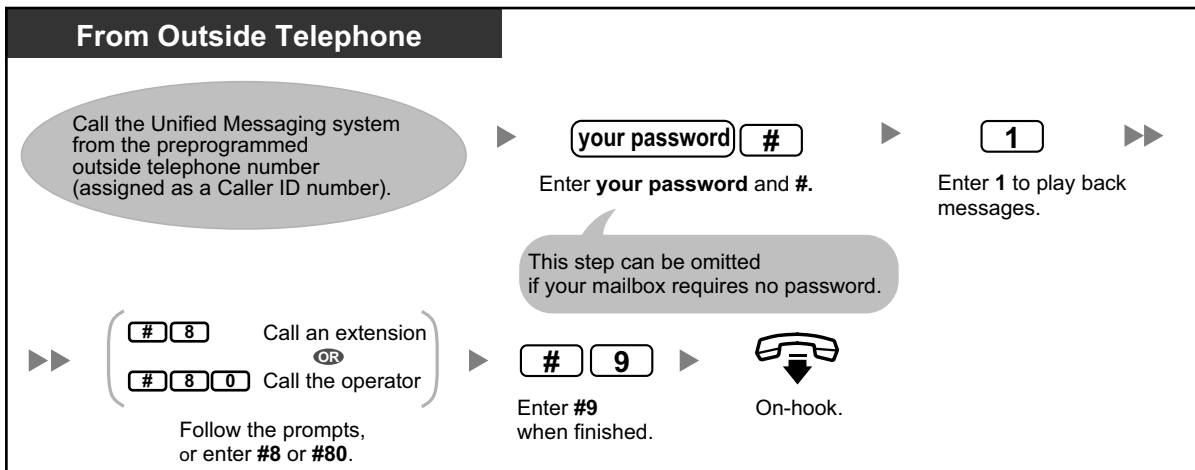 From Outside Telephone
Call the Unified Messaging system
from the preprogrammed
outside telephone number
(assigned as a Caller ID number).
your password #
Enter your password and #.
This step can be omitted
if your mailbox requires no password.
1
Enter 1 to play back
messages.
# 8 Call an extension
OR
# 8 0 Call the operator
Follow the prompts,
or enter #8 or #80.
# 9
Enter #9
when finished.
On-hook.